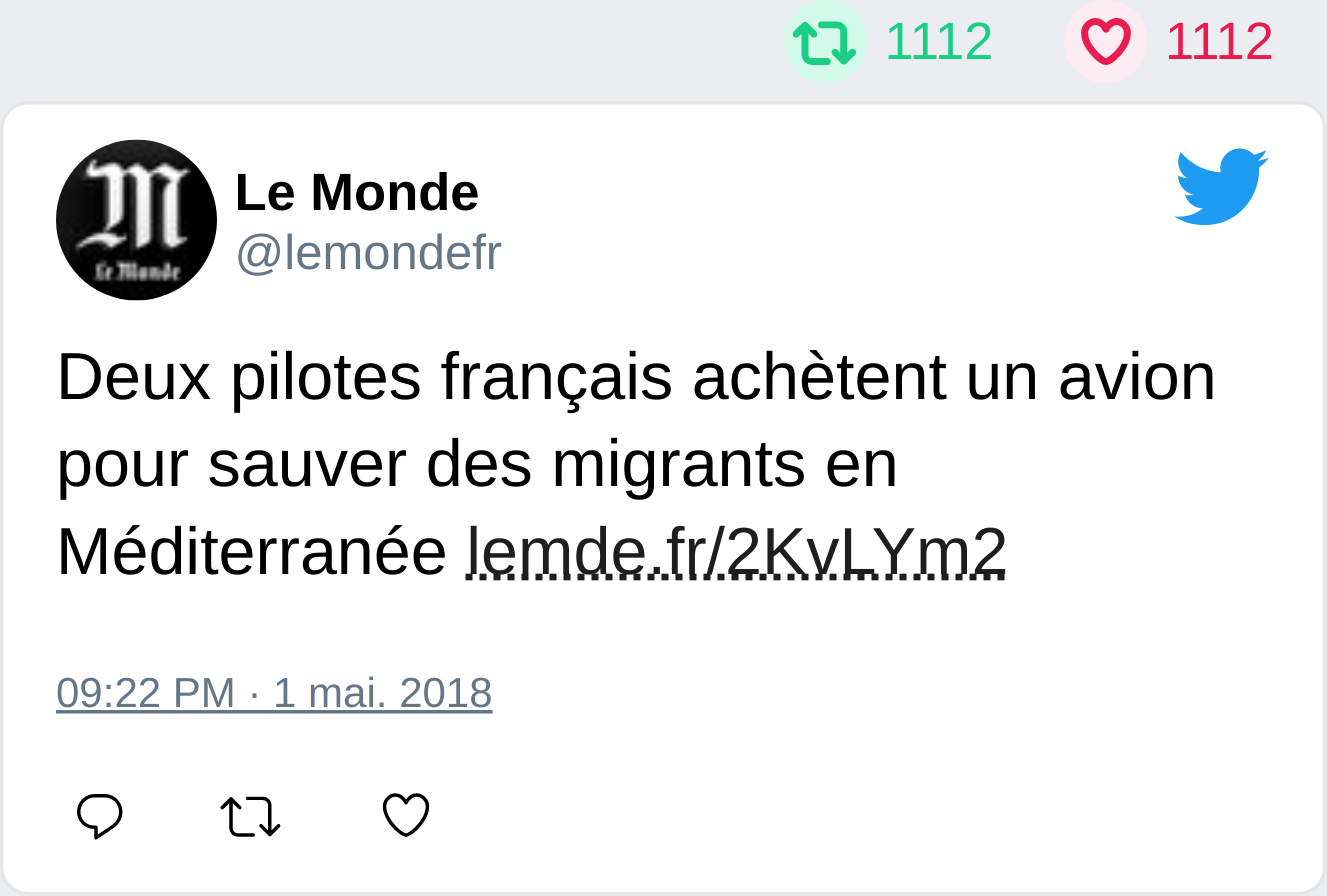 1112 1112
Le Monde
Le Monde
@lemondefr
Deux pilotes français achètent un avion
pour sauver des migrants en
Méditerranée lemde.fr/2KvLYm2
09:22 PM · 1 mai. 2018